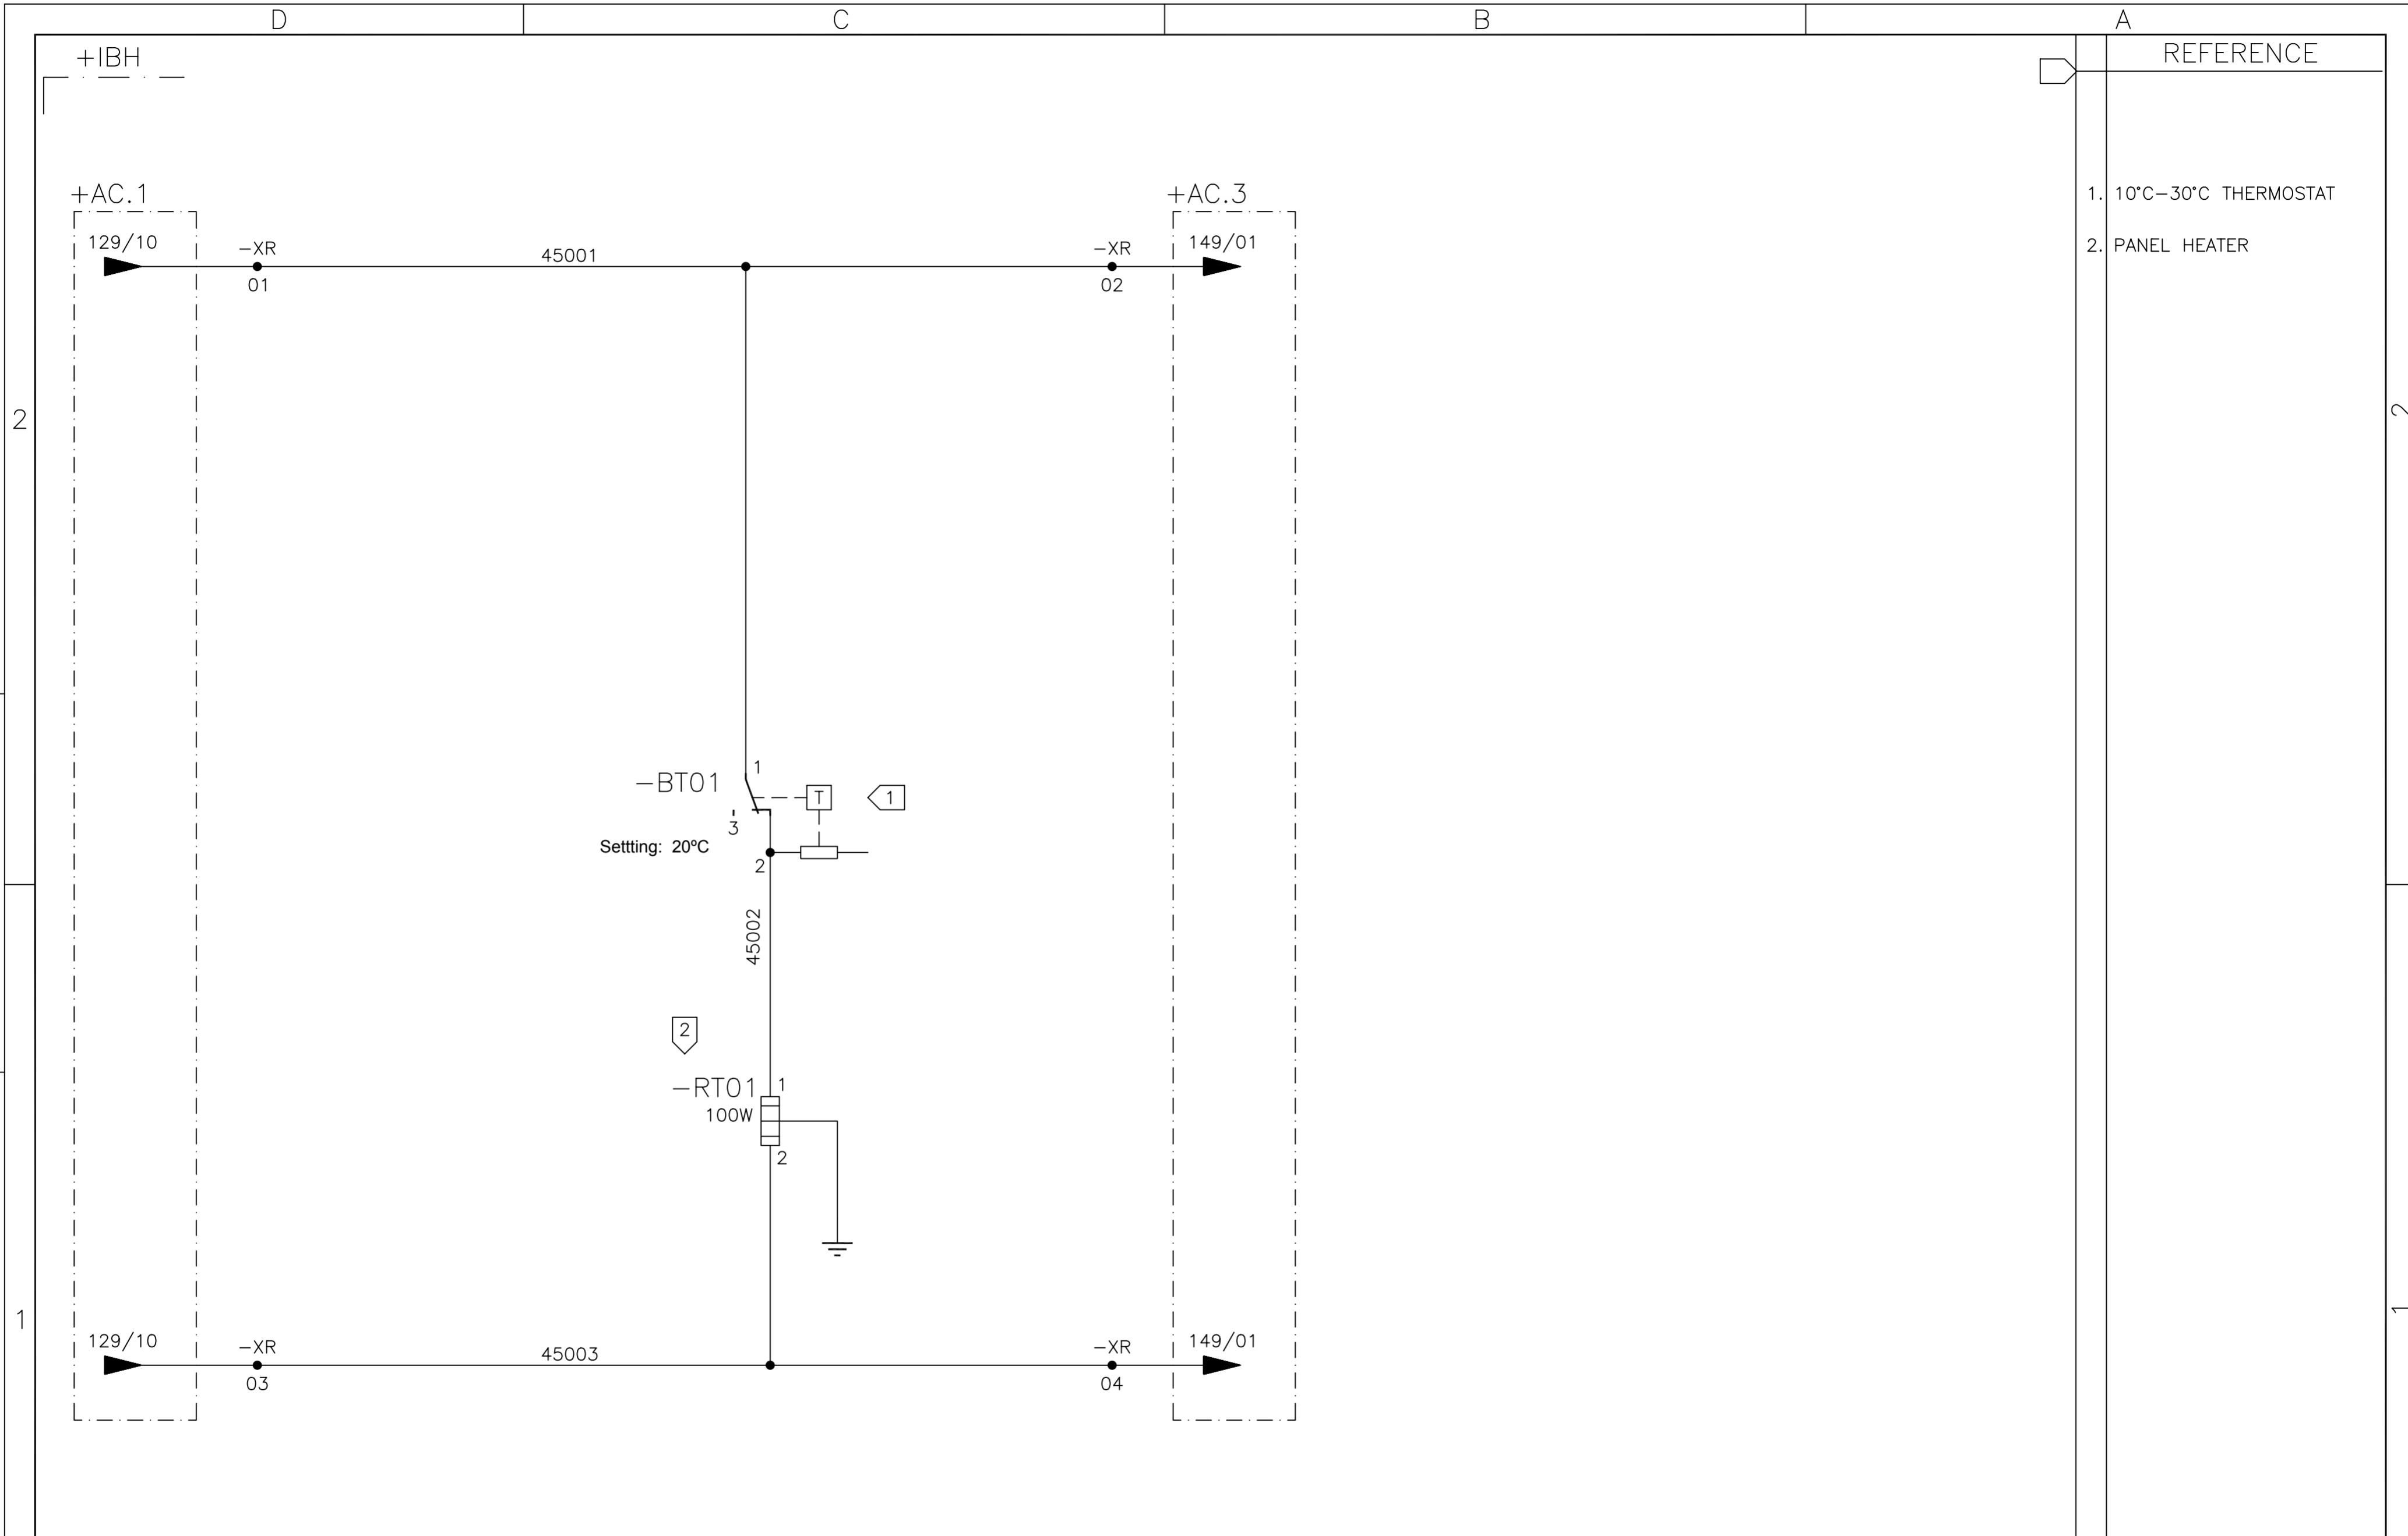 D C B A
+IBH
REFERENCE
+AC.1
+AC.3
1. 10°C-30°C THERMOSTAT
129/10
-XR
45001
-XR
149/01
2. PANEL HEATER
01
02
2
2
-BT01
1
T
1
3
Settting: 20ºC
2
45002
2
-RT01
1
100W
2
1
1
129/10
-XR
45003
-XR
149/01
03
04